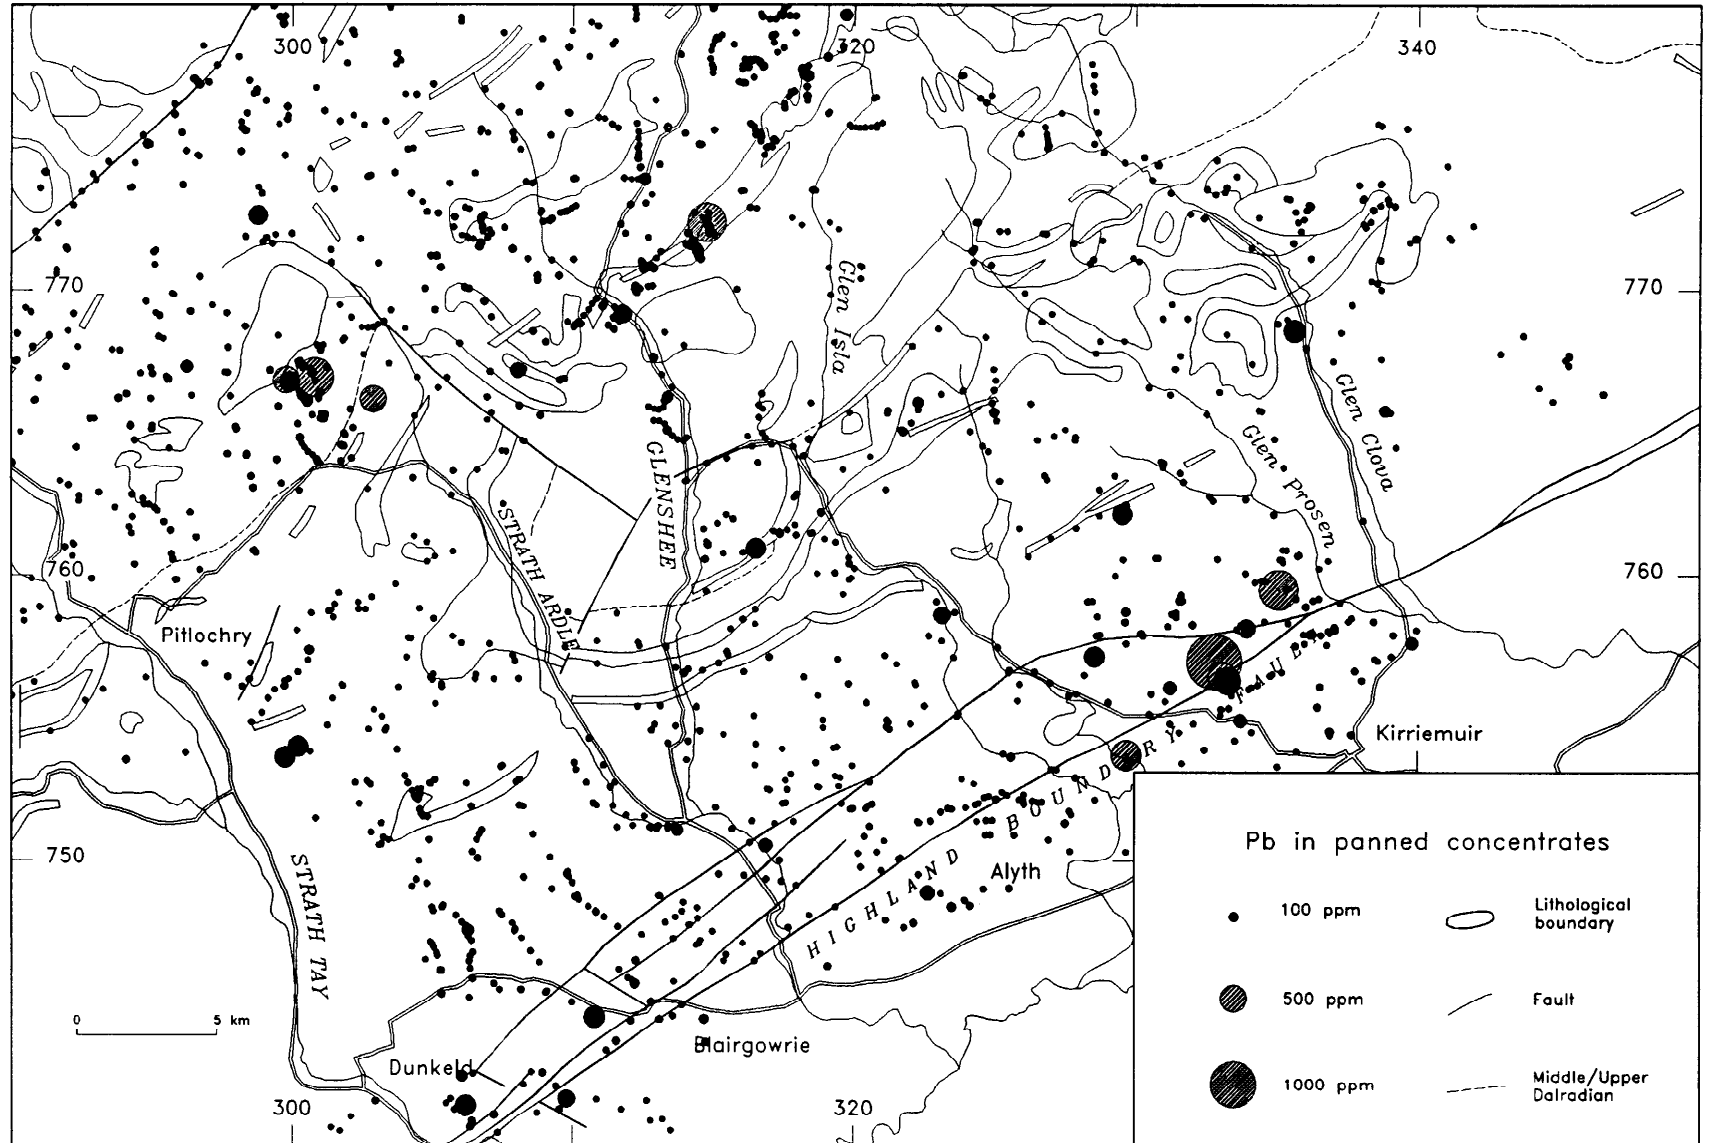 300
320
340
770
770
Glen Isla
Glen Clova
GLENSHEE
Glen Prosen
STRATH ARDLE
760
760
Pitlochry
Kirriemuir
HIGHLAND BOUNDRY FAULT
750
Alyth
STRATH TAY
0 5 km
Blairgowrie
Dunkeld
300
320
Pb in panned concentrates
100 ppm
Lithological
boundary
500 ppm
Fault
1000 ppm
Middle/Upper
Dalradian